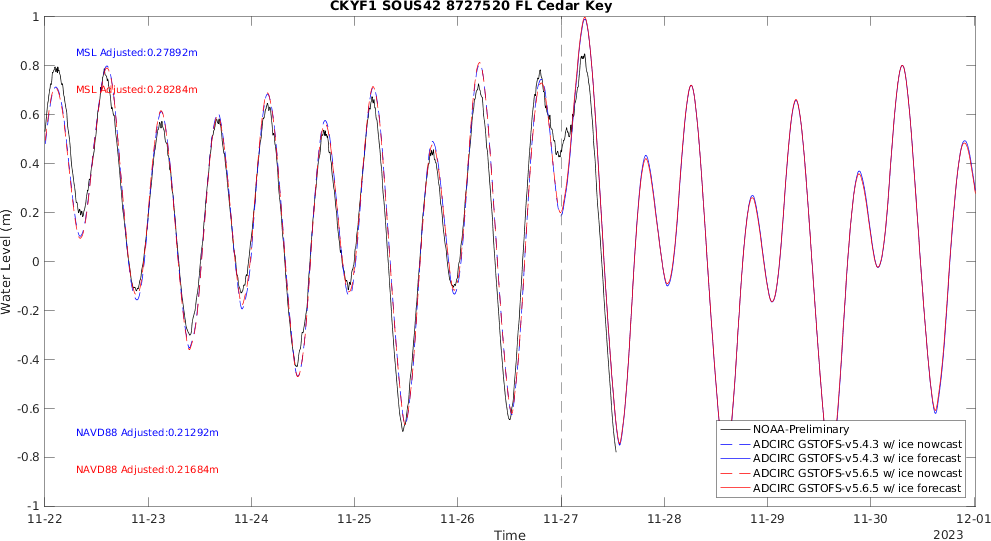 CKYF1 SOUS42 8727520 FL Cedar Key
1
0.8
0.6
0.4
0.2
0
-0.2
-0.4
-0.6
-0.8
-1
Water Level (m)
MSL Adjusted:0.27892m
MSL Adjusted:0.28284m
NAVD88 Adjusted:0.21292m
NAVD88 Adjusted:0.21684m
NOAA-Preliminary
ADCIRC GSTOFS-v5.4.3 w/ ice nowcast
ADCIRC GSTOFS-v5.4.3 w/ ice forecast
ADCIRC GSTOFS-v5.6.5 w/ ice nowcast
ADCIRC GSTOFS-v5.6.5 w/ ice forecast
11-22 11-23 11-24 11-25 11-26 11-27 11-28 11-29 11-30 12-01
Time
2023